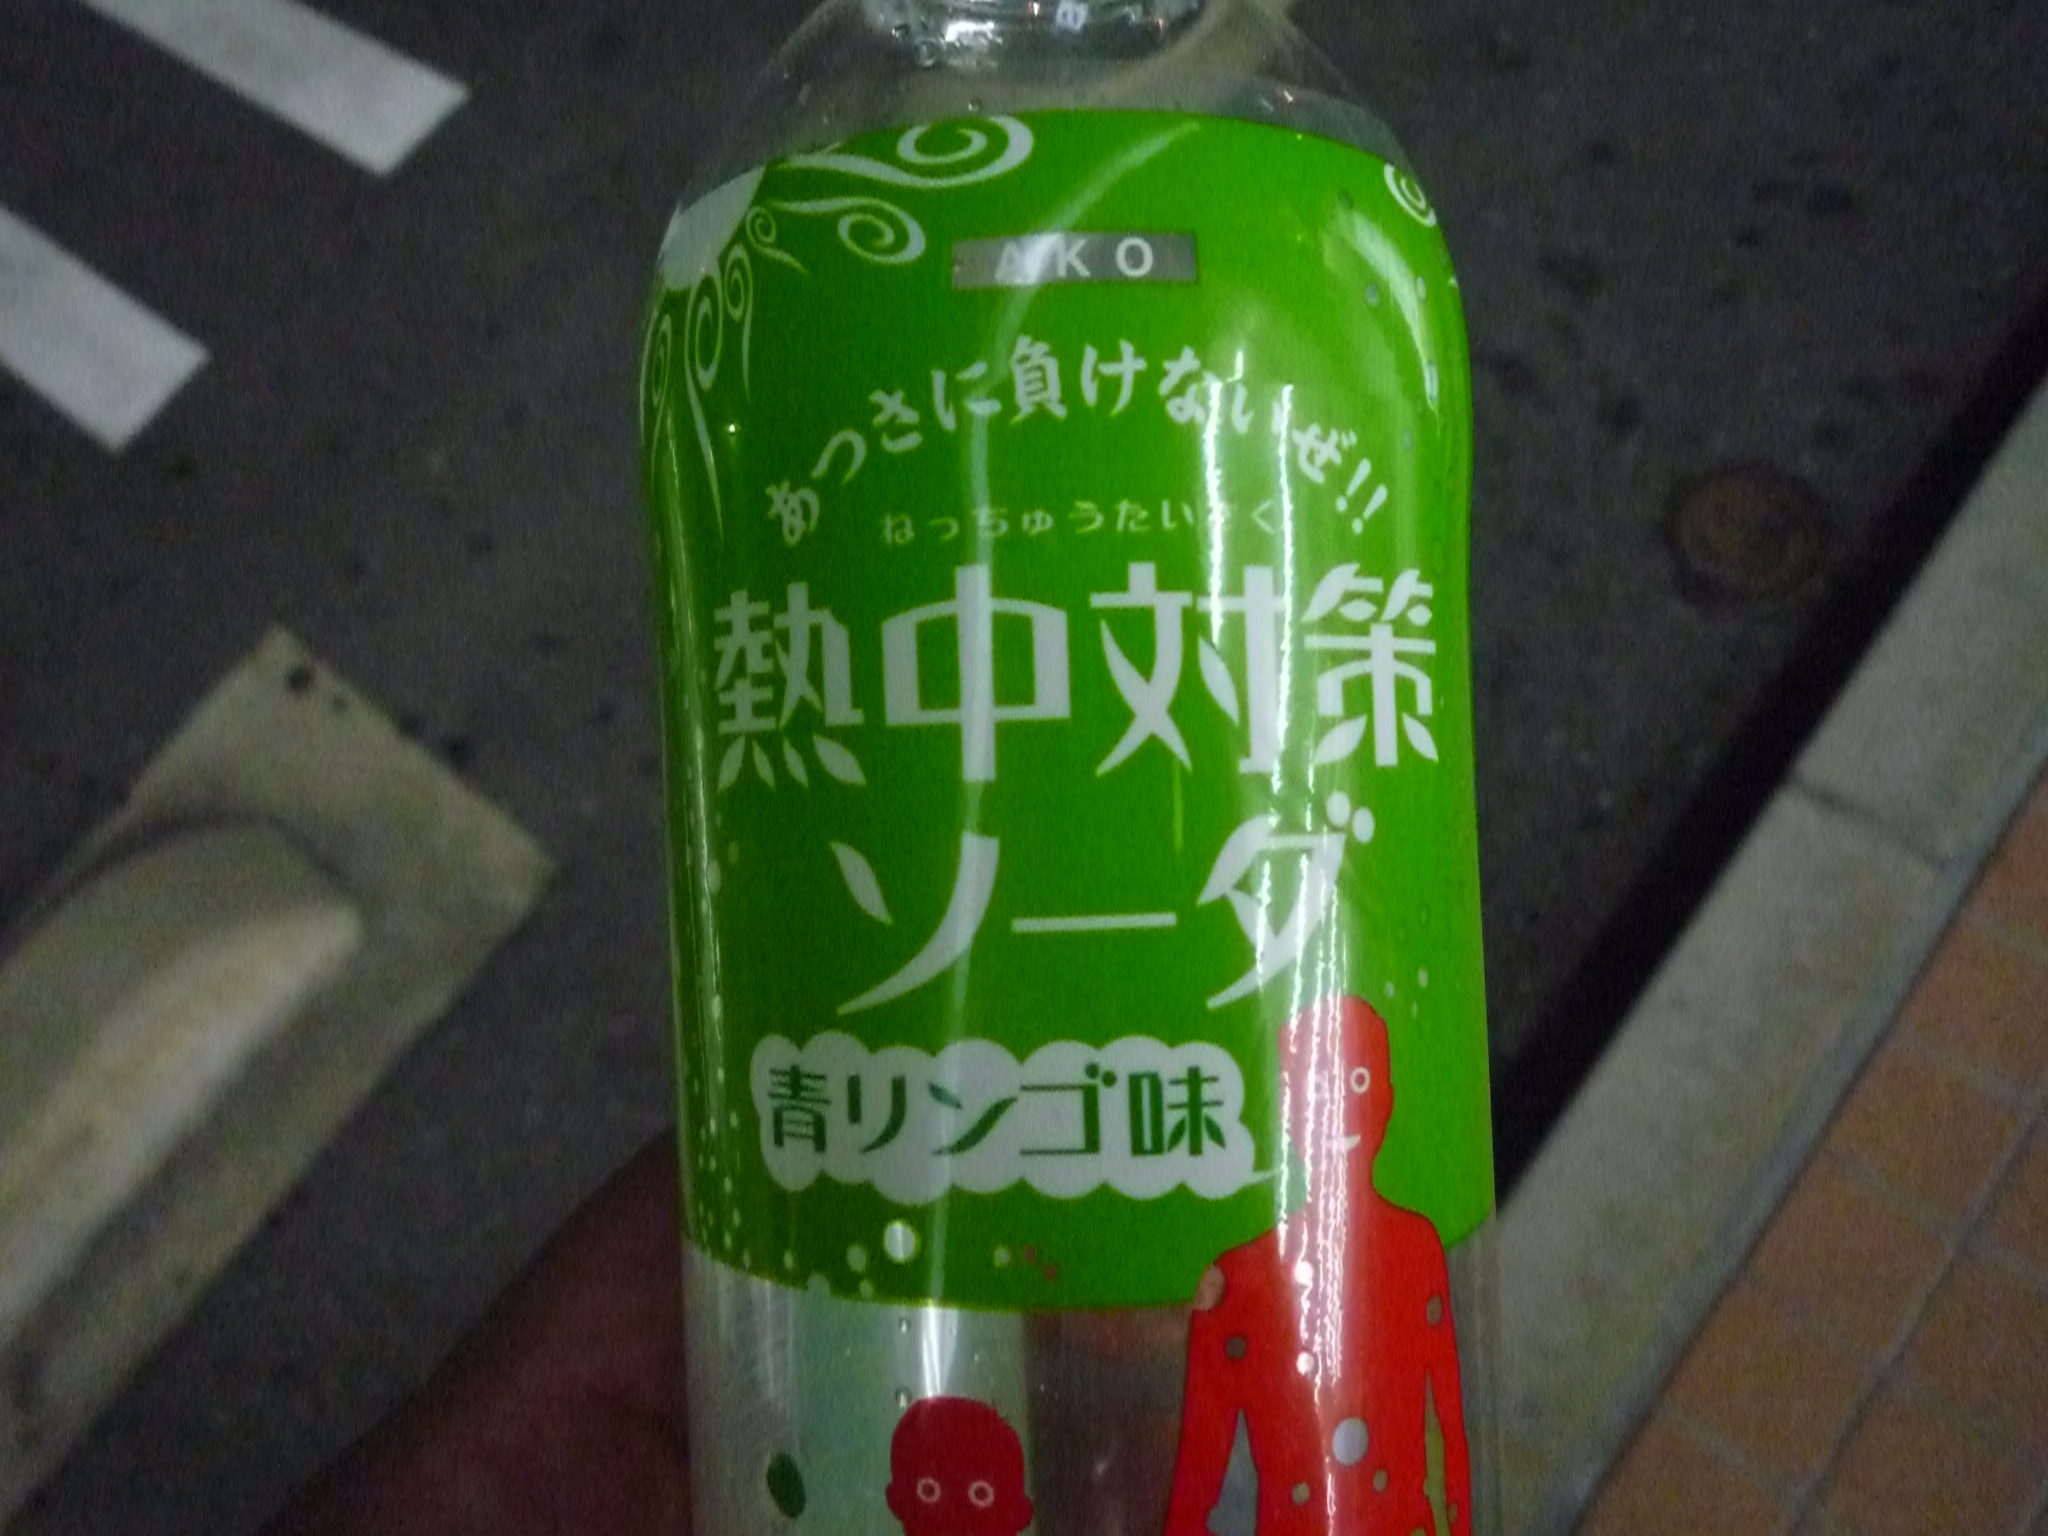 AKO
あっさに負けないぜ!!
ねっちゅうたいさく
熱中対策
ソーダ
青リンゴ味